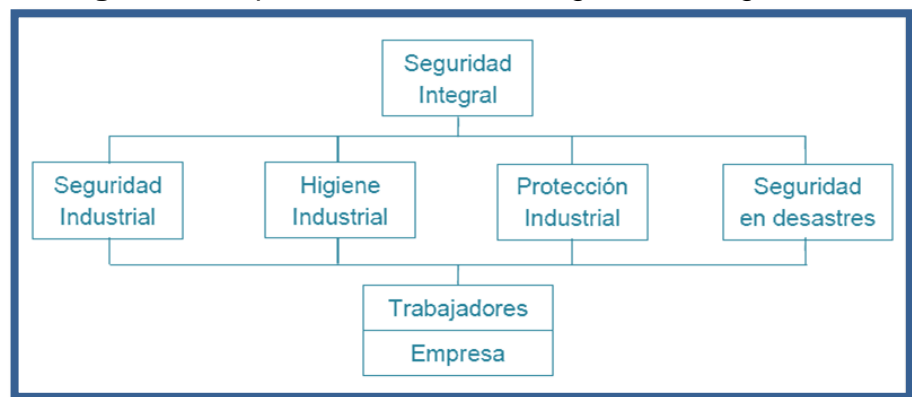 Seguridad
Integral
Seguridad
Industrial
Higiene
Industrial
Protección
Industrial
Seguridad
en desastres
Trabajadores
Empresa